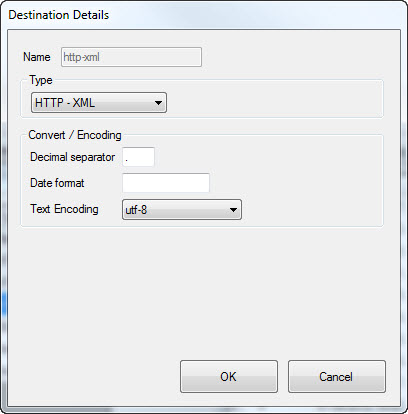 Destination Details
Name http-xml
Type
HTTP - XML
Convert / Encoding
Decimal separator .
Date format
Text Encoding utf-8
OK Cancel